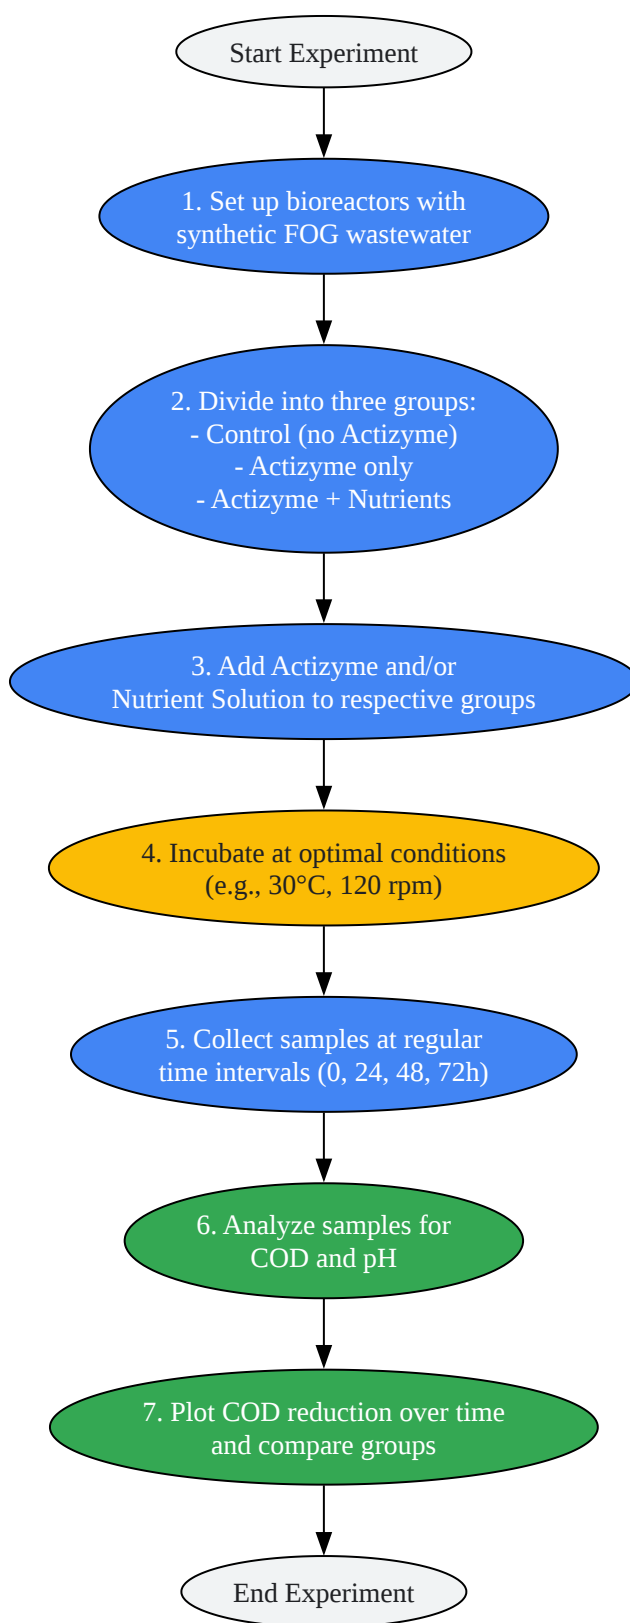 Start Experiment
1. Set up bioreactors with
synthetic FOG wastewater
2. Divide into three groups:
- Control (no Actizyme)
- Actizyme only
- Actizyme + Nutrients
3. Add Actizyme and/or
Nutrient Solution to respective groups
4. Incubate at optimal conditions
(e.g., 30°C, 120 rpm)
5. Collect samples at regular
time intervals (0, 24, 48, 72h)
6. Analyze samples for
COD and pH
7. Plot COD reduction over time
and compare groups
End Experiment